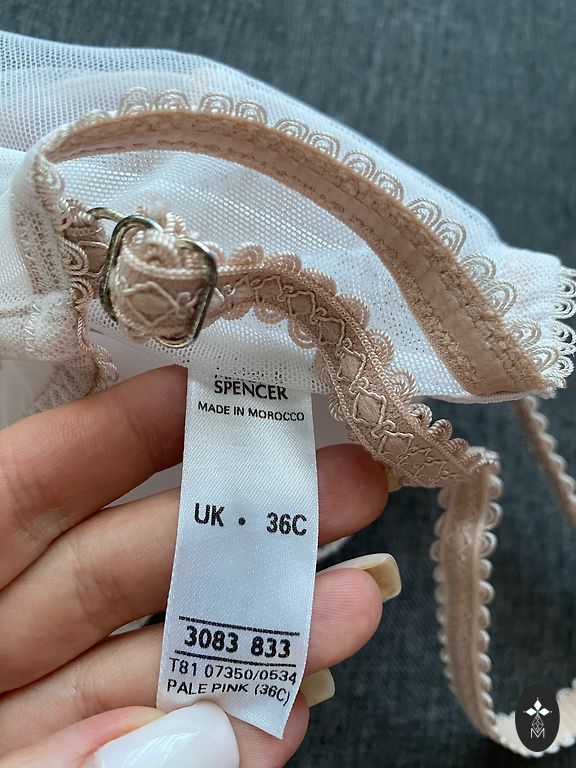 SPENCER
MADE IN MOROCCO
UK • 36C
3083 833
T81 07350/0534
PALE PINK (36C)